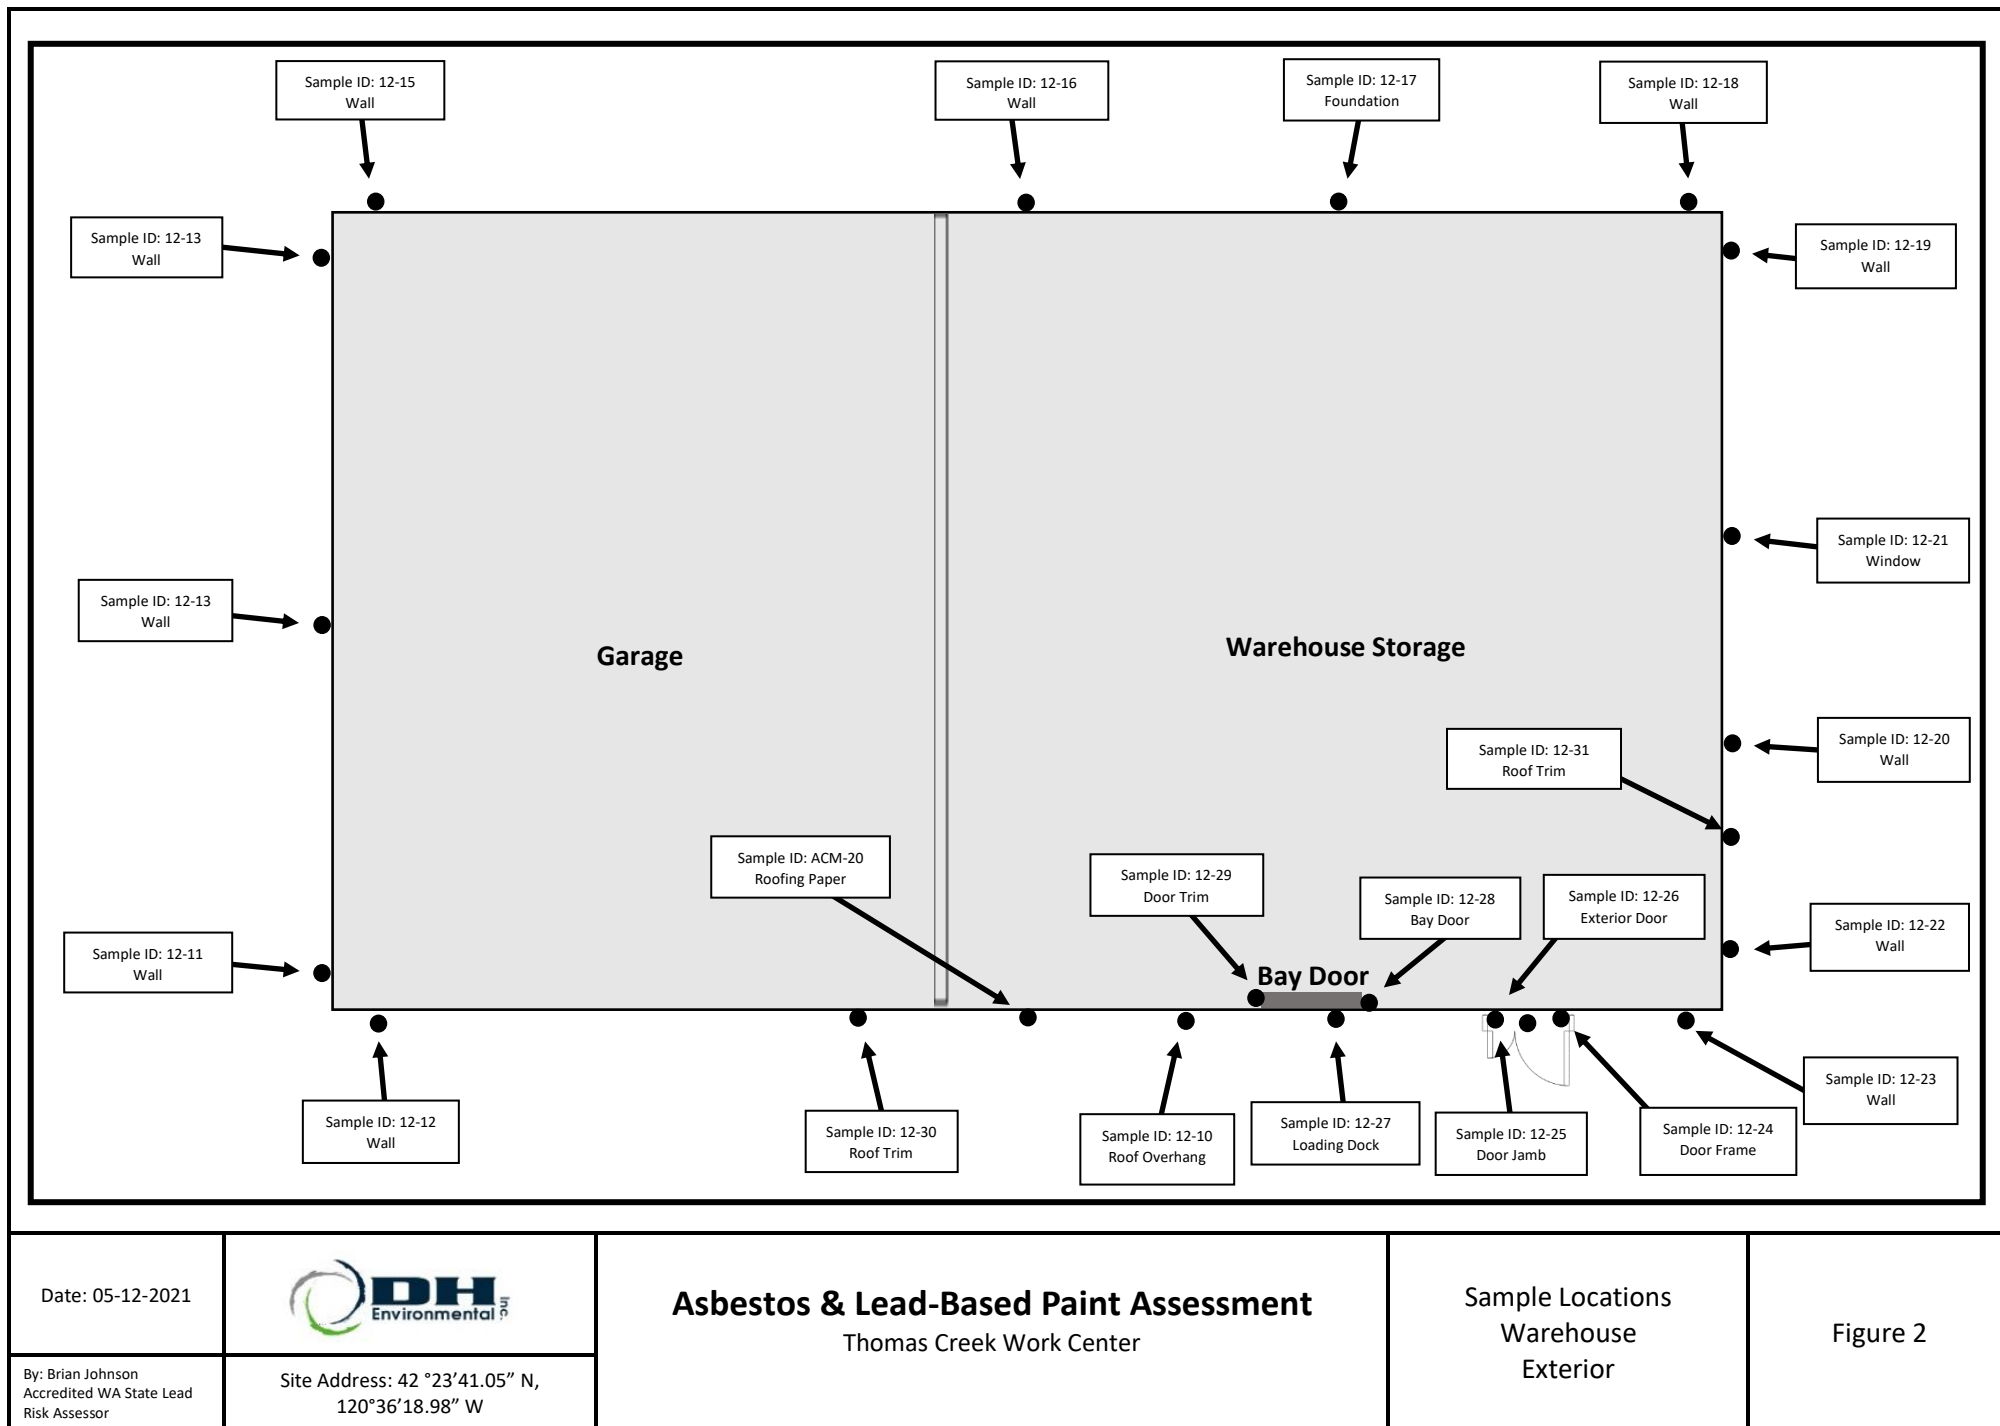 Sample ID: 12-15
Wall
Sample ID: 12-16
Wall
Sample ID: 12-17
Foundation
Sample ID: 12-18
Wall
Sample ID: 12-13
Wall
Sample ID: 12-19
Wall
Sample ID: 12-21
Window
Sample ID: 12-13
Wall
Garage
Warehouse Storage
Sample ID: 12-20
Wall
Sample ID: 12-31
Roof Trim
Sample ID: ACM-20
Roofing Paper
Sample ID: 12-29
Door Trim
Sample ID: 12-28
Bay Door
Sample ID: 12-26
Exterior Door
Sample ID: 12-22
Wall
Sample ID: 12-11
Wall
Bay Door
Sample ID: 12-23
Wall
Sample ID: 12-12
Wall
Sample ID: 12-30
Roof Trim
Sample ID: 12-10
Roof Overhang
Sample ID: 12-27
Loading Dock
Sample ID: 12-25
Door Jamb
Sample ID: 12-24
Door Frame
Date: 05-12-2021
DH
Environmental Inc.
Asbestos & Lead-Based Paint Assessment
Thomas Creek Work Center
Sample Locations
Warehouse
Exterior
Figure 2
By: Brian Johnson
Accredited WA State Lead
Risk Assessor
Site Address: 42 °23’41.05” N,
120°36’18.98” W